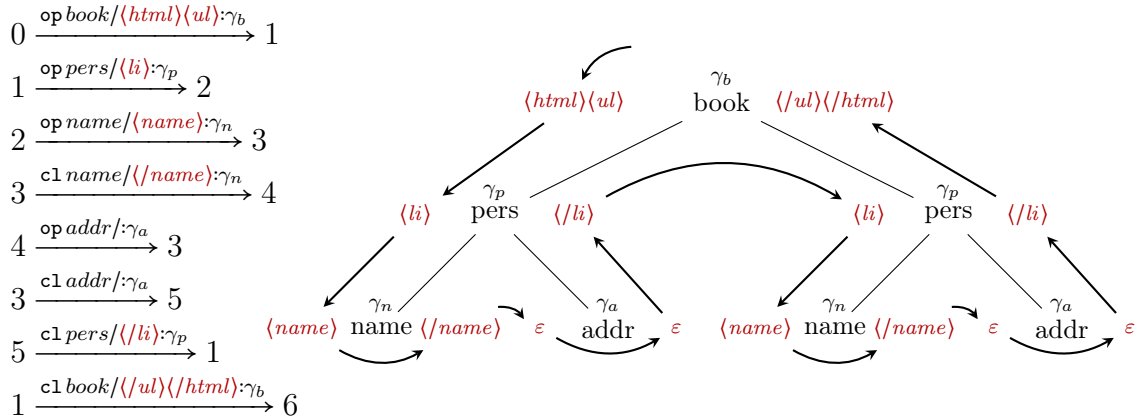 0 op book/⟨html⟩⟨ul⟩:γ_b 1
1 op pers/⟨li⟩:γ_p 2
2 op name/⟨name⟩:γ_n 3
3 cl name/⟨/name⟩:γ_n 4
4 op addr/:γ_a 3
3 cl addr/:γ_a 5
5 cl pers/⟨/li⟩:γ_p 1
1 cl book/⟨/ul⟩⟨/html⟩:γ_b 6
γ_b
⟨html⟩⟨ul⟩ book ⟨/ul⟩⟨/html⟩
γ_p γ_p
⟨li⟩ pers ⟨/li⟩ ⟨li⟩ pers ⟨/li⟩
γ_n γ_a γ_n γ_a
⟨name⟩ name ⟨/name⟩ ε addr ε ⟨name⟩ name ⟨/name⟩ ε addr ε